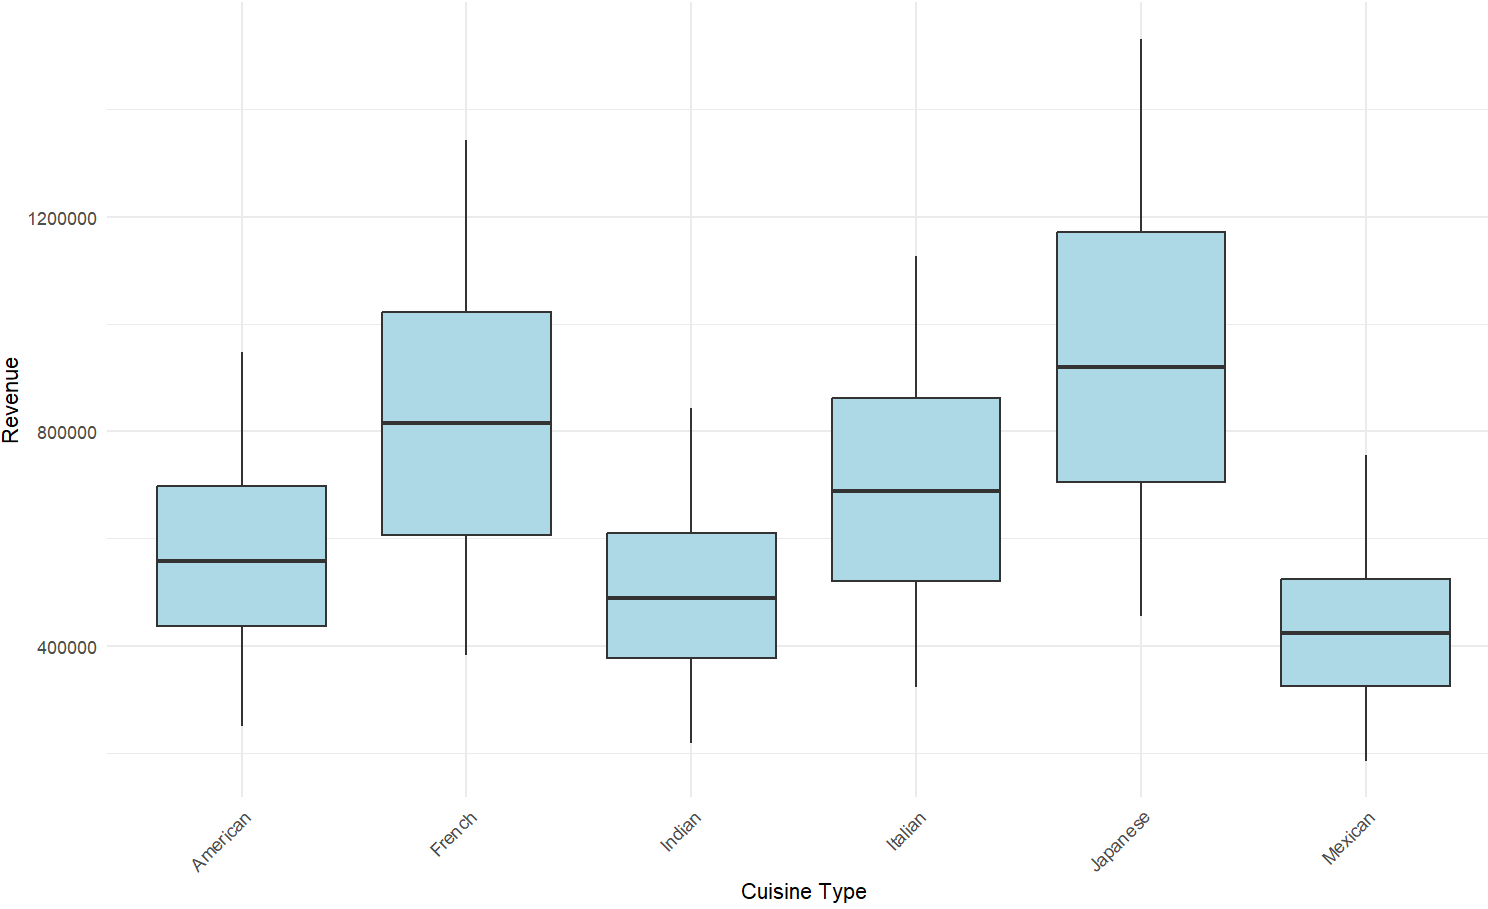 Revenue
1200000
800000
400000
American
French
Indian
Italian
Japanese
Mexican
Cuisine Type